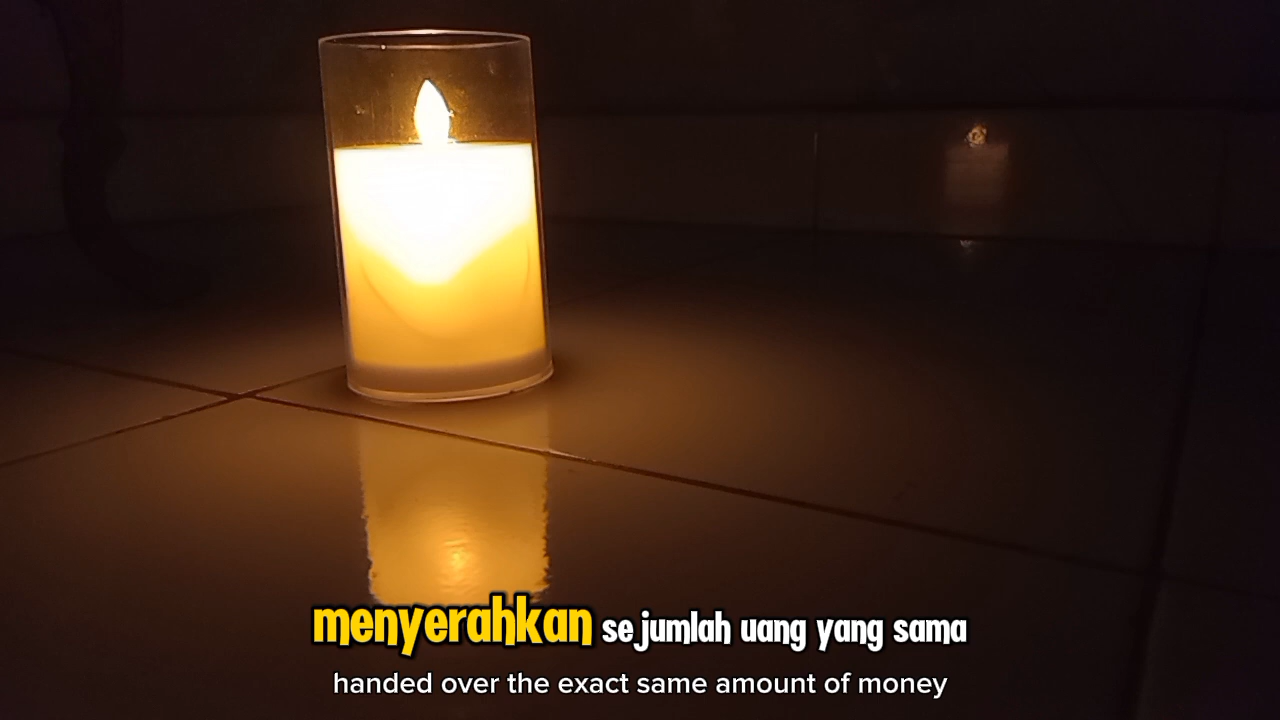 menyerahkan sejumlah uang yang sama
handed over the exact same amount of money